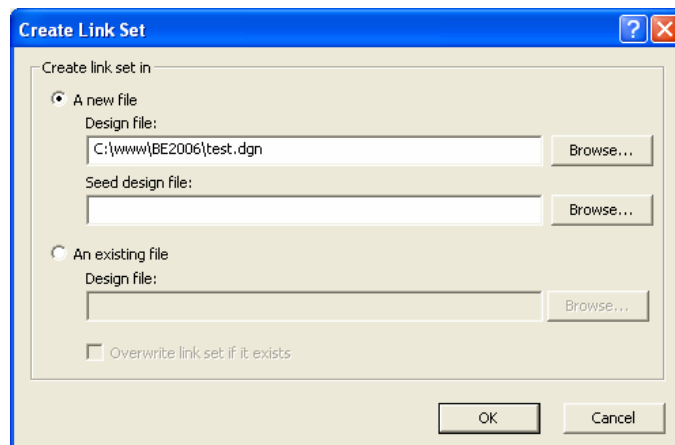 Create Link Set
Create link set in
A new file
Design file:
C:\www\BE2006\test.dgn
Browse...
Seed design file:
Browse...
An existing file
Design file:
Browse...
Overwrite link set if it exists
OK
Cancel